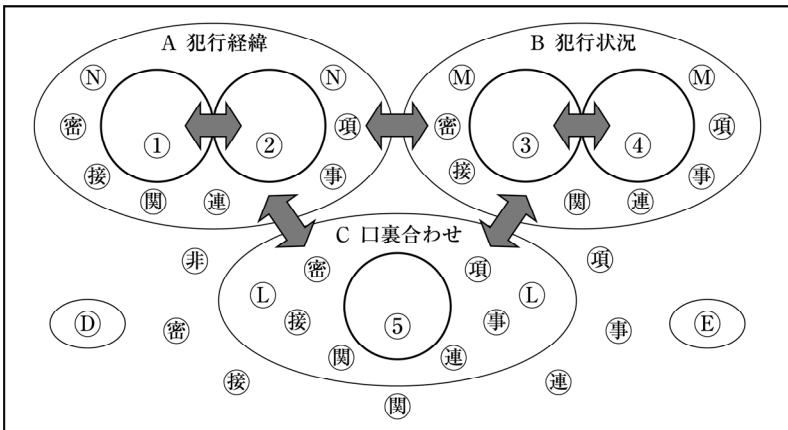 A 犯行経緯
Ⓝ Ⓝ
① ②
㊙ 接 関 連 事 項
B 犯行状況
Ⓜ Ⓜ
③ ④
密 接 関 連 事 項
C 口裏合わせ
Ⓛ Ⓛ
⑤
密 接 関 連 事 項
Ⓓ
非 密 接 関 連 事 項
Ⓔ